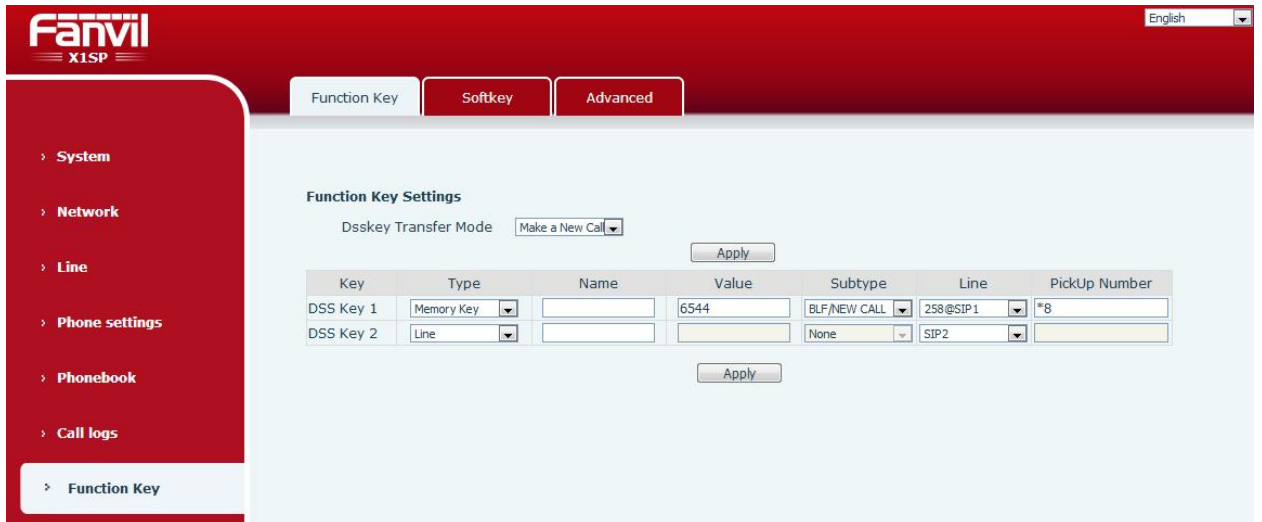 Fanvil
X1SP
English
Function Key Softkey Advanced
› System
› Network
› Line
› Phone settings
› Phonebook
› Call logs
› Function Key
Function Key Settings
Dsskey Transfer Mode Make a New Call
Apply
Key Type Name Value Subtype Line PickUp Number
DSS Key 1 Memory Key 6544 BLF/NEW CALL 258@SIP1 *8
DSS Key 2 Line None SIP2
Apply